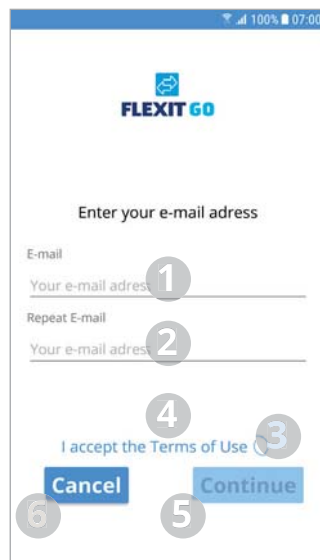 100% 07:00
FLEXIT GO
Enter your e-mail adress
E-mail
Your e-mail adress 1
Repeat E-mail
Your e-mail adress 2
4
I accept the Terms of Use 3
Cancel Continue
6 5